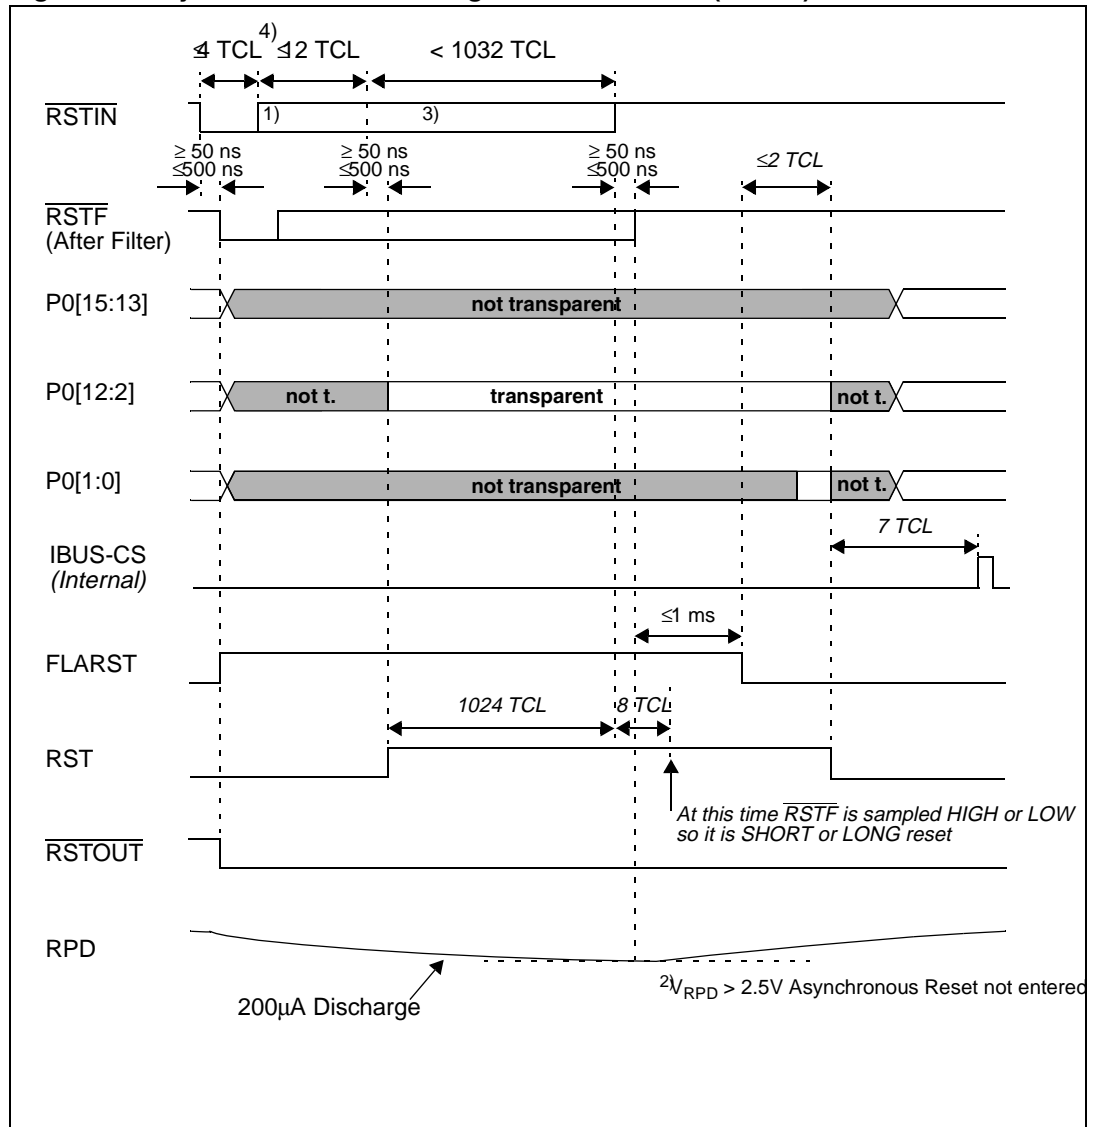 4)
≤4 TCL ≤12 TCL < 1032 TCL
RSTIN 1) 3)
≥ 50 ns ≥ 50 ns ≥ 50 ns
≤500 ns ≤500 ns ≤500 ns ≤2 TCL
RSTF
(After Filter)
P0[15:13] not transparent
P0[12:2] not t. transparent not t.
P0[1:0] not transparent not t.
7 TCL
IBUS-CS
(Internal)
≤1 ms
FLARST
1024 TCL 8 TCL
RST
At this time RSTF is sampled HIGH or LOW
so it is SHORT or LONG reset
RSTOUT
RPD
2)VRPD > 2.5V Asynchronous Reset not entered
200µA Discharge